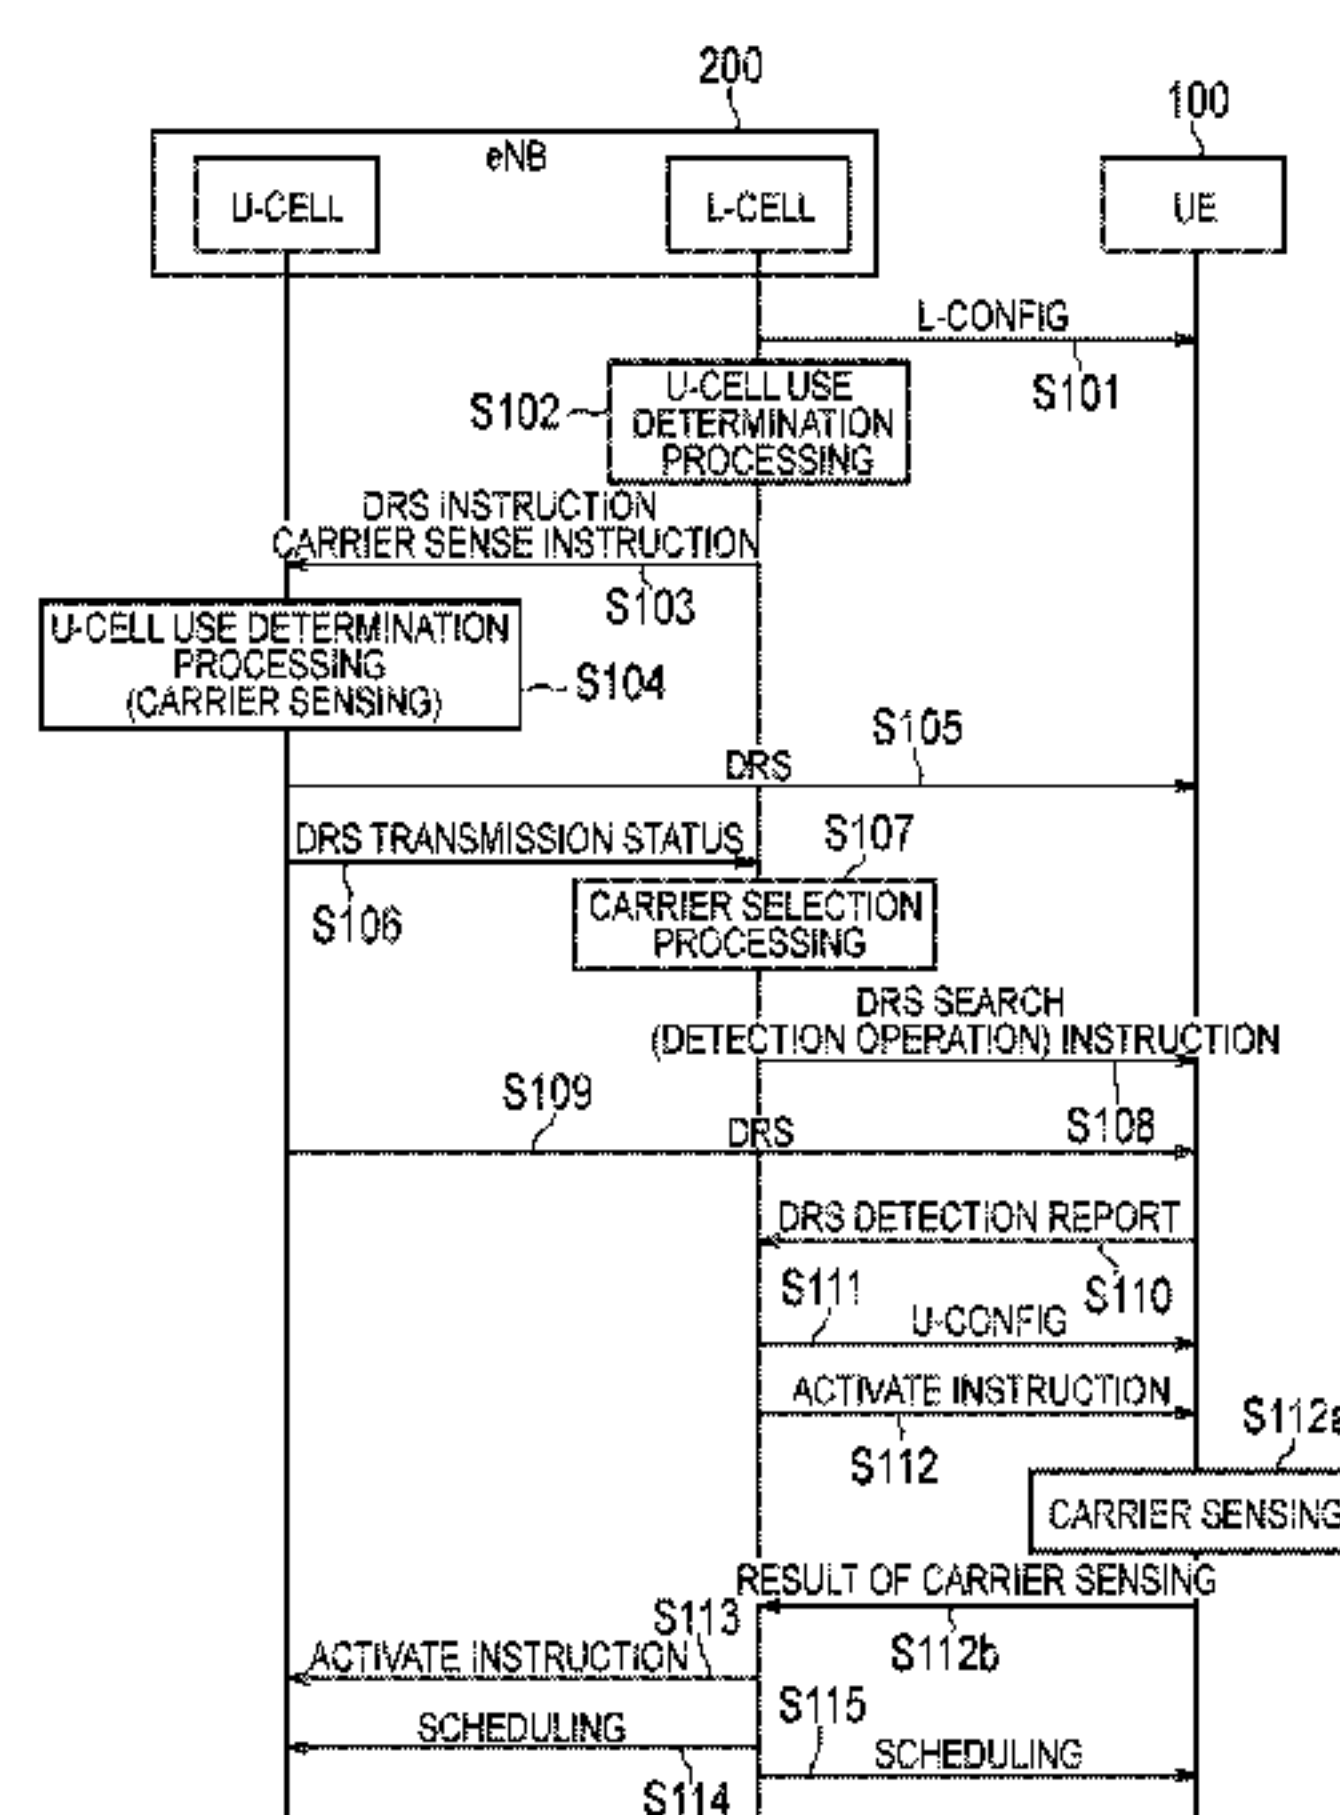 200
100
eNB
U-CELL
L-CELL
UE
L-CONFIG
S101
S102
U-CELL USE
DETERMINATION
PROCESSING
DRS INSTRUCTION
CARRIER SENSE INSTRUCTION
S103
U-CELL USE DETERMINATION
PROCESSING
(CARRIER SENSING)
S104
S105
DRS
DRS TRANSMISSION STATUS
S106
S107
CARRIER SELECTION
PROCESSING
DRS SEARCH
(DETECTION OPERATION) INSTRUCTION
S108
S109
DRS
DRS DETECTION REPORT
S110
S111
U-CONFIG
ACTIVATE INSTRUCTION
S112
S112a
CARRIER SENSING
RESULT OF CARRIER SENSING
S112b
S113
ACTIVATE INSTRUCTION
SCHEDULING
S114
S115
SCHEDULING